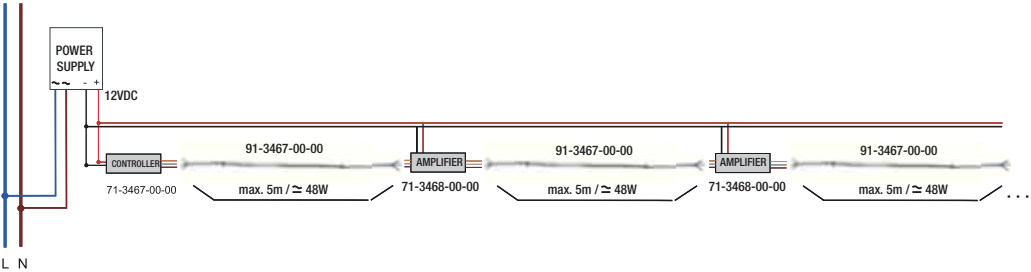 POWER
SUPPLY
~ ~ - +
12VDC
91-3467-00-00
91-3467-00-00
91-3467-00-00
CONTROLLER
AMPLIFIER
AMPLIFIER
71-3467-00-00
max. 5m / ≃ 48W
71-3468-00-00
max. 5m / ≃ 48W
71-3468-00-00
max. 5m / ≃ 48W
...
L N